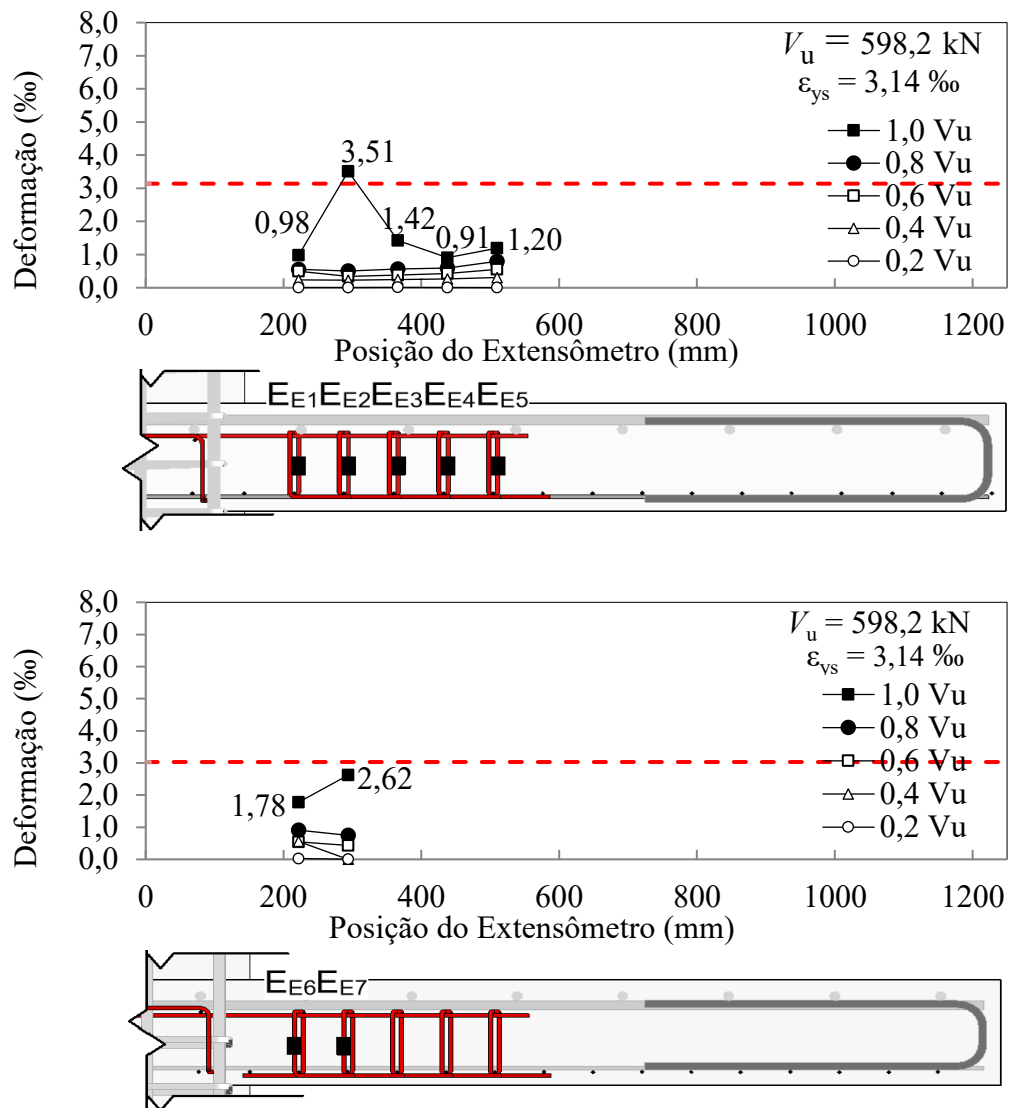 8,0
7,0
6,0
5,0
4,0
3,0
2,0
1,0
0,0
Deformação (‰)
Vu = 598,2 kN
εys = 3,14 ‰
1,0 Vu
0,8 Vu
0,6 Vu
0,4 Vu
0,2 Vu
0,98
3,51
1,42
0,91
1,20
0 200 400 600 800 1000 1200
Posição do Extensômetro (mm)
EE1EE2EE3EE4EE5
8,0
7,0
6,0
5,0
4,0
3,0
2,0
1,0
0,0
Deformação (‰)
Vu = 598,2 kN
εys = 3,14 ‰
1,0 Vu
0,8 Vu
0,6 Vu
0,4 Vu
0,2 Vu
1,78
2,62
0 200 400 600 800 1000 1200
Posição do Extensômetro (mm)
EE6EE7